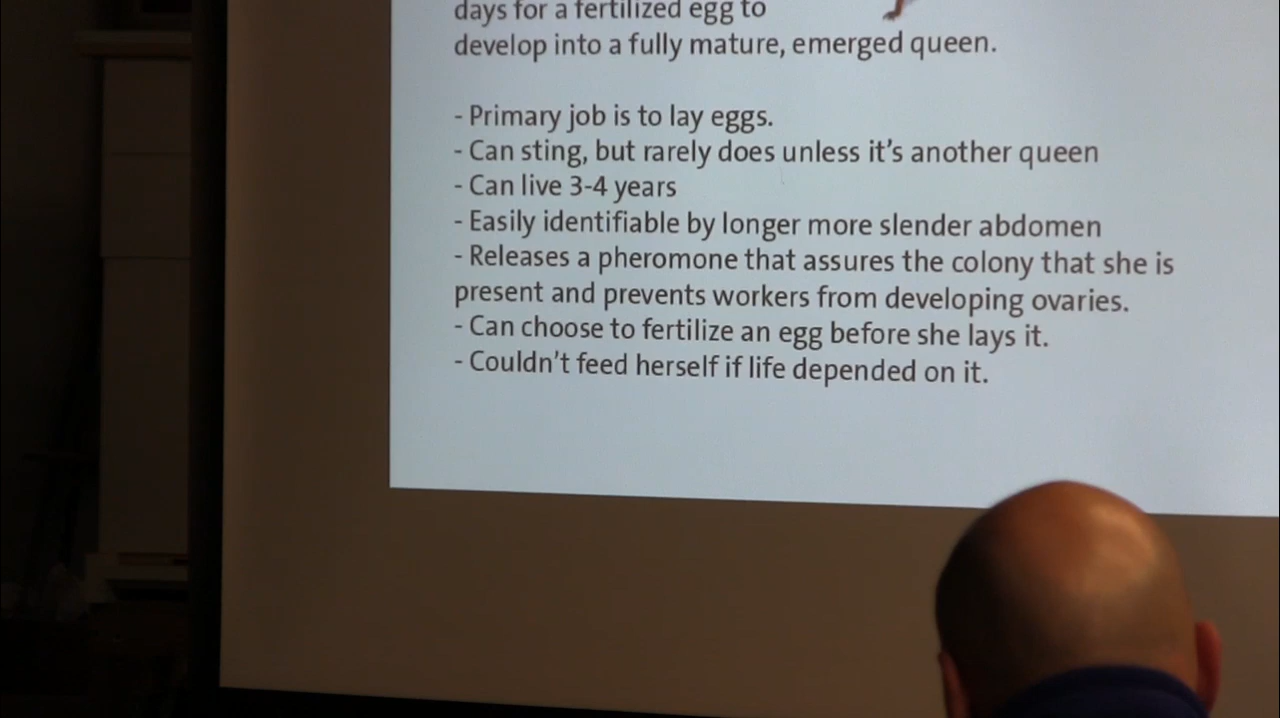 days for a fertilized egg to
develop into a fully mature, emerged queen.
- Primary job is to lay eggs.
- Can sting, but rarely does unless it's another queen
- Can live 3-4 years
- Easily identifiable by longer more slender abdomen
- Releases a pheromone that assures the colony that she is
present and prevents workers from developing ovaries.
- Can choose to fertilize an egg before she lays it.
- Couldn't feed herself if life depended on it.